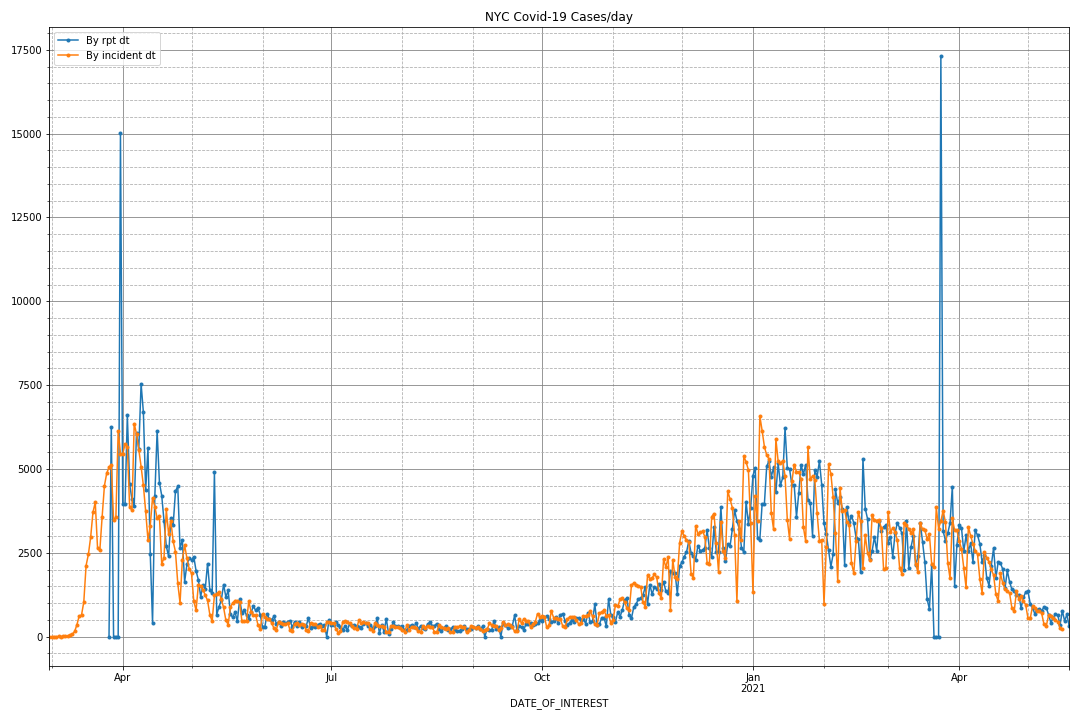 NYC Covid-19 Cases/day
By rpt dt
By incident dt
17500
15000
12500
10000
7500
5000
2500
0
Apr
Jul
Oct
Jan
2021
Apr
DATE_OF_INTEREST